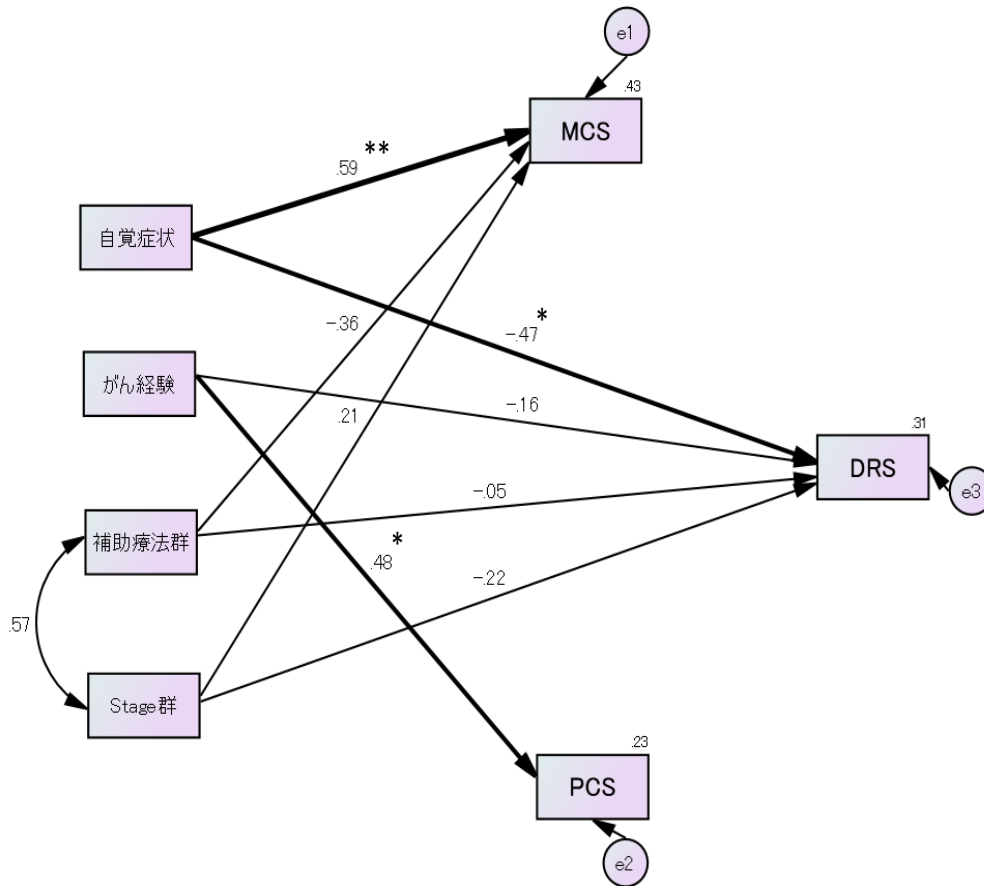 e1
.43
MCS
**
.59
自覚症状
-.36
*
-.47
がん経験
.21
-.16
.31
DRS
-.05
e3
補助療法群
*
.48
-.22
.57
Stage群
.23
PCS
e2